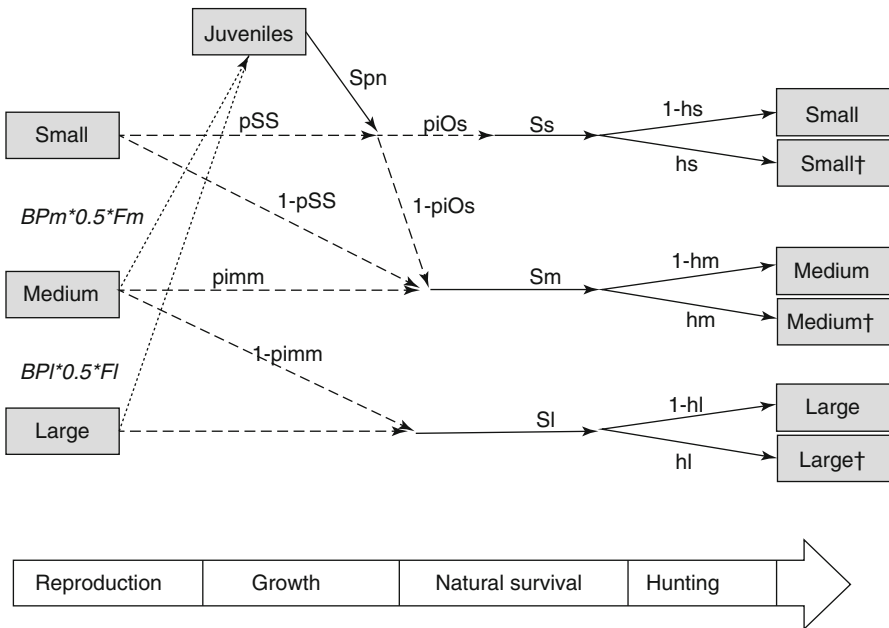 Juveniles
Spn
Small
pSS
piOs
Ss
1-hs
Small
hs
Small†
BPm*0.5*Fm
1-pSS
1-piOs
Medium
pimm
Sm
1-hm
Medium
hm
Medium†
BPl*0.5*Fl
1-pimm
Large
Sl
1-hl
Large
hl
Large†
Reproduction
Growth
Natural survival
Hunting